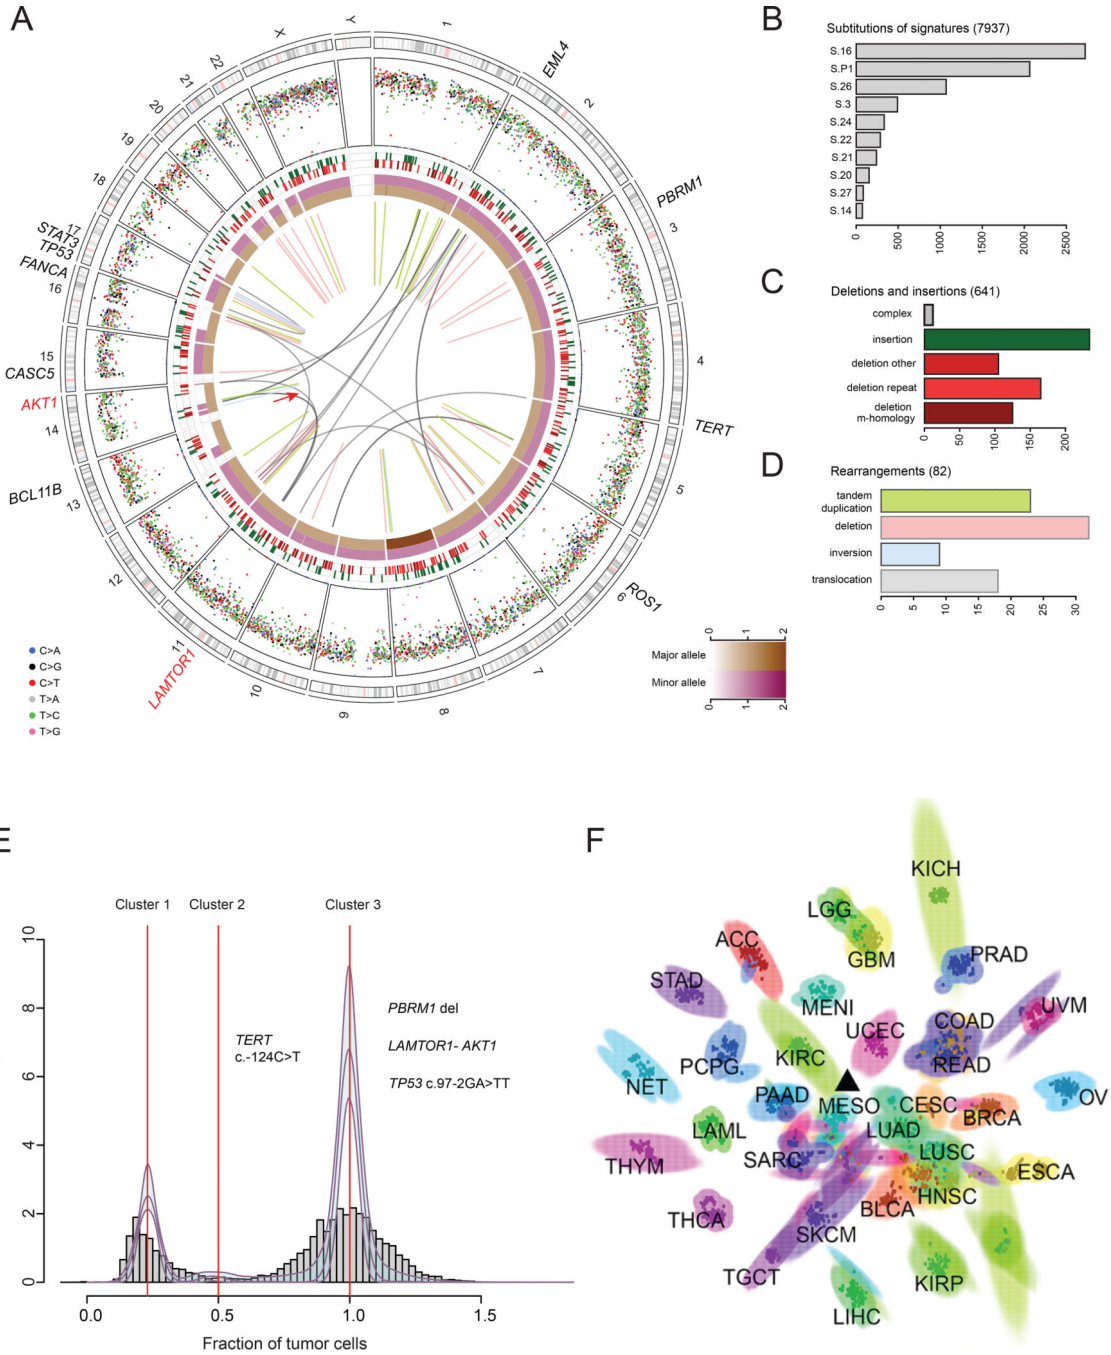 A
X
Y
1
EML4
2
PBRM1
3
4
TERT
5
ROS1
6
7
8
9
10
11
LAMTOR1
12
13
BCL11B
14
AKT1
CASC5
15
16
FANCA
TP53
STAT3
17
18
19
20
21
22
C>A
C>G
C>T
T>A
T>C
T>G
0 1 2
Major allele
Minor allele
0 1 2
B
Subtitutions of signatures (7937)
S.16
S.P1
S.26
S.3
S.24
S.22
S.21
S.20
S.27
S.14
0 500 1000 1500 2000 2500
C
Deletions and insertions (641)
complex
insertion
deletion other
deletion repeat
deletion
m-homology
0 50 100 150 200
D
Rearrangements (82)
tandem
duplication
deletion
inversion
translocation
0 5 10 15 20 25 30
E
Cluster 1 Cluster 2 Cluster 3
10
8
6
4
2
0
TERT
c.-124C>T
PBRM1 del
LAMTOR1- AKT1
TP53 c.97-2GA>TT
0.0 0.5 1.0 1.5
Fraction of tumor cells
F
KICH
LGG
GBM
ACC
PRAD
STAD
MENI
UVM
UCEC
COAD
READ
KIRC
PCPG
NET
PAAD
MESO
CESC
BRCA
OV
LAML
LUAD
LUSC
SARC
THYM
ESCA
HNSC
BLCA
THCA
SKCM
TGCT
KIRP
LIHC